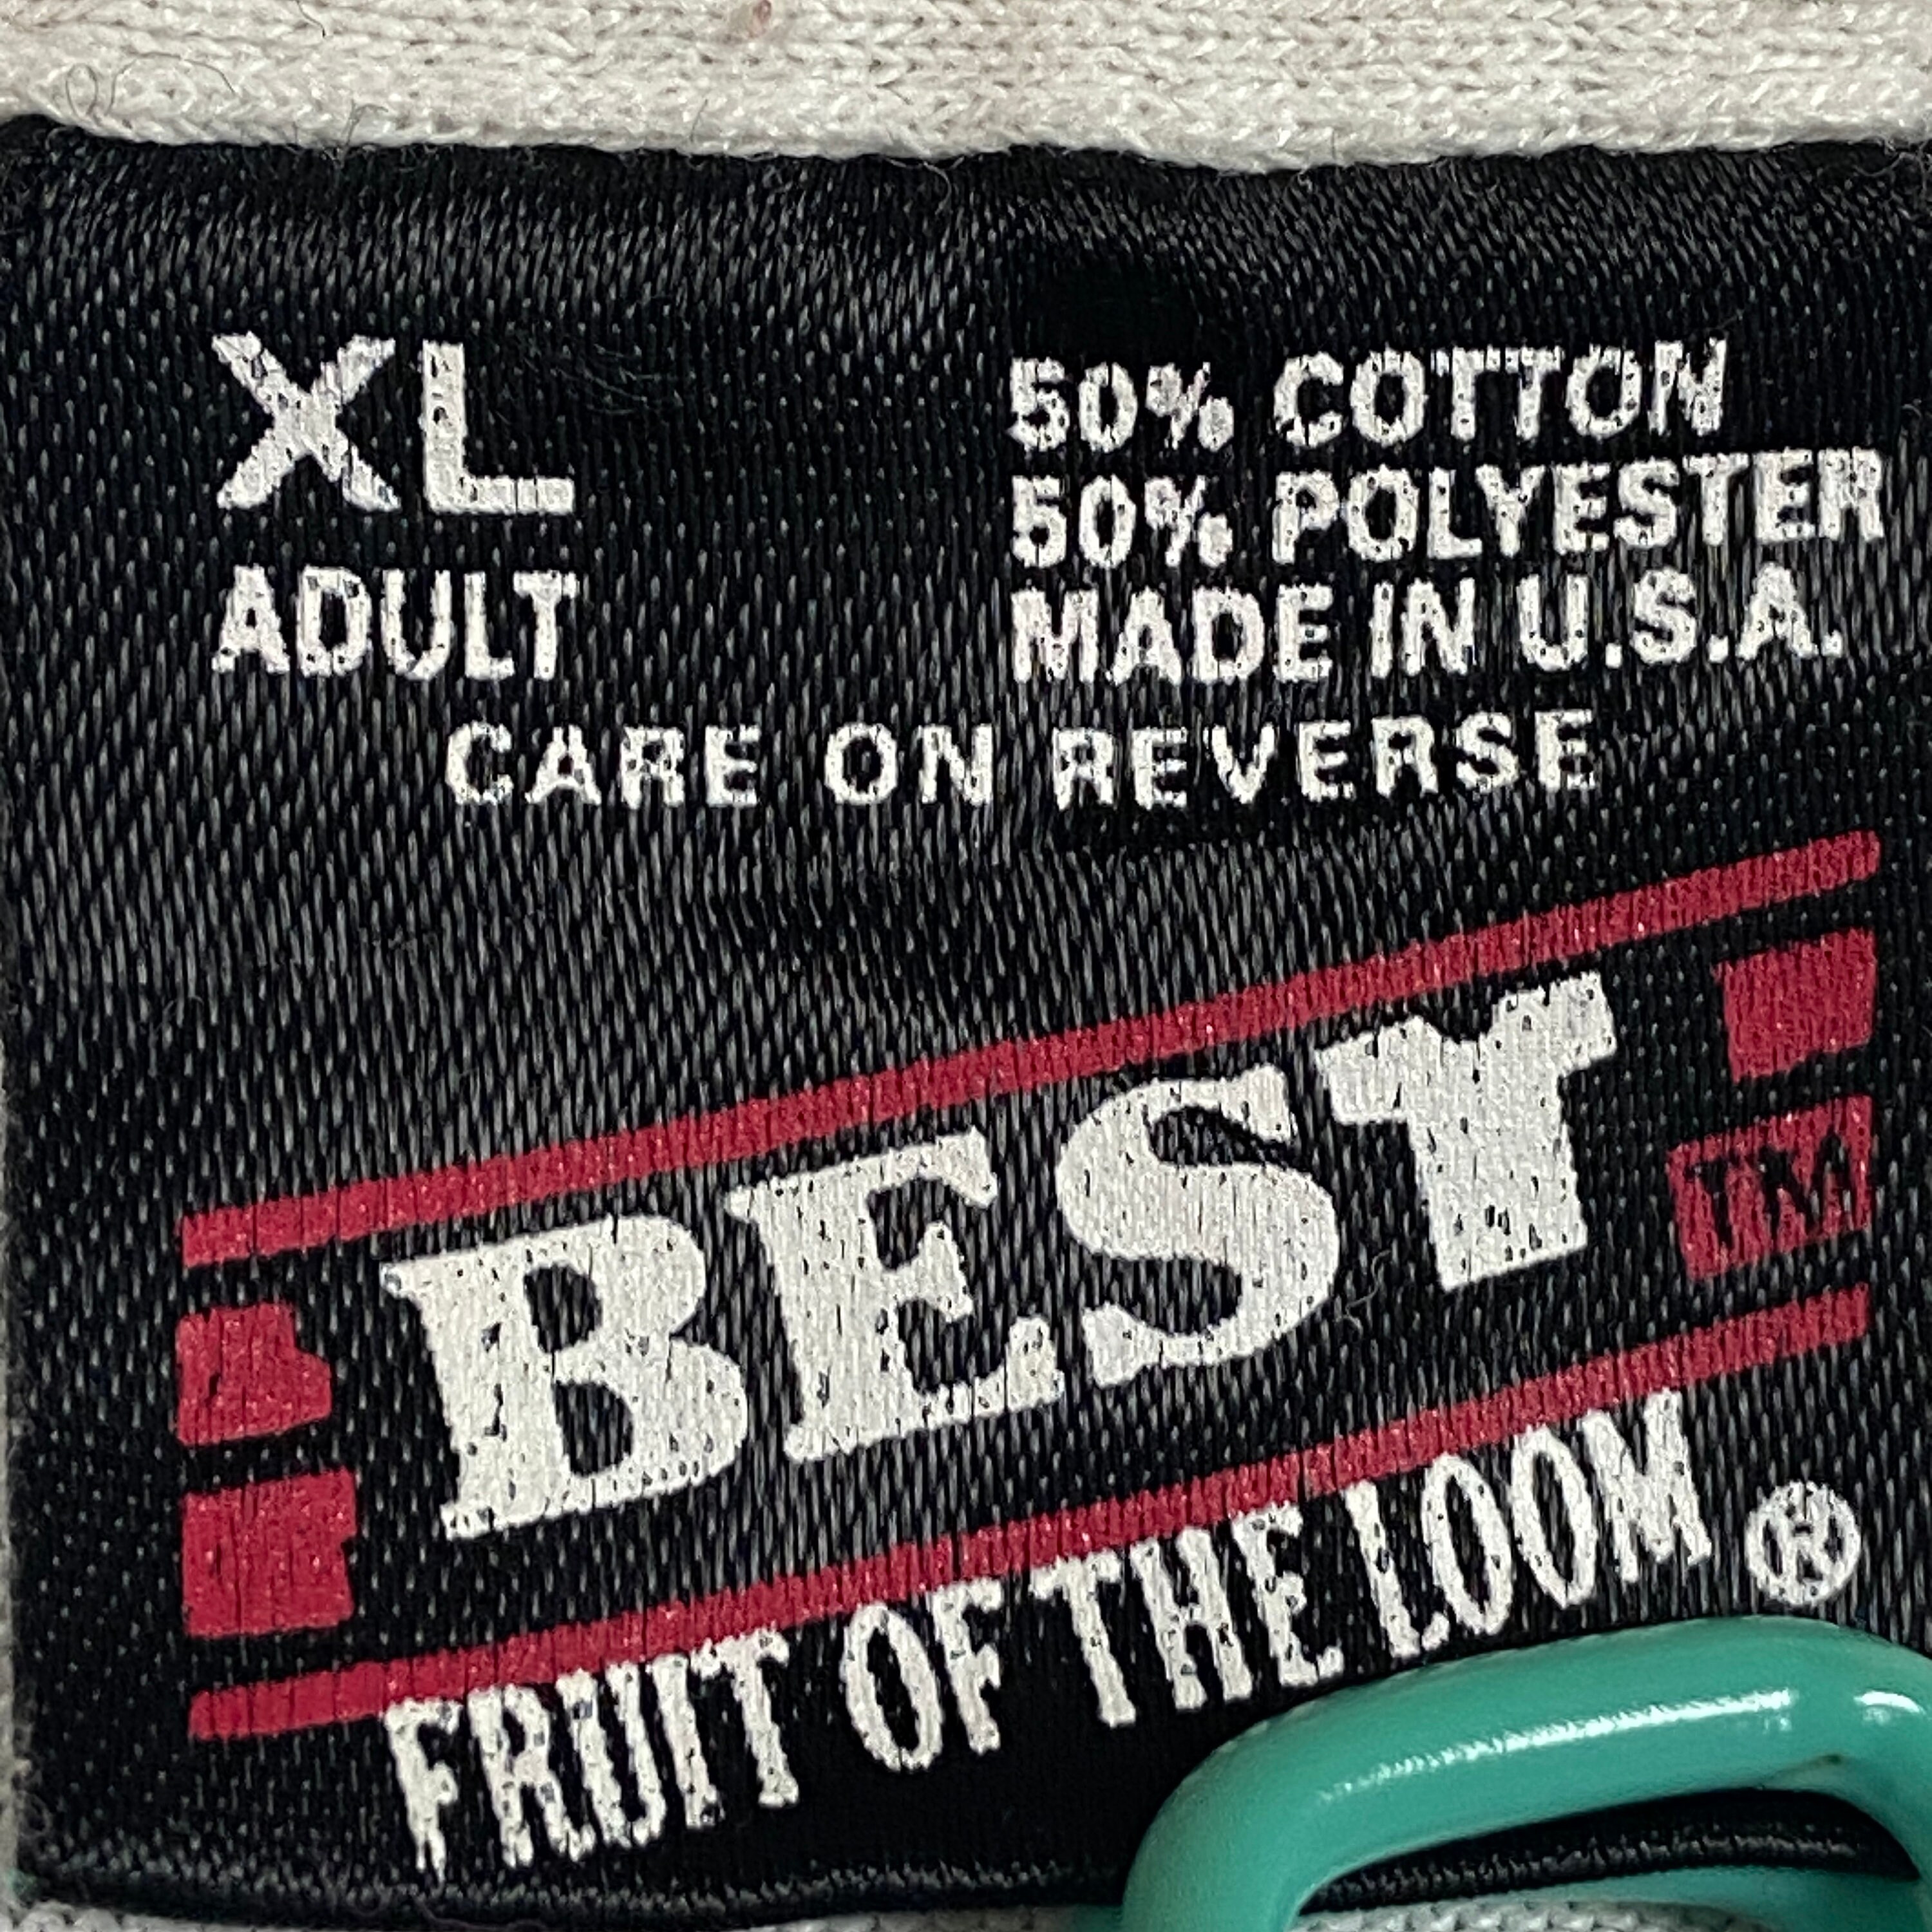 XL
ADULT
50% COTTON
50% POLYESTER
MADE IN U.S.A.
CARE ON REVERSE
BEST
TM
FRUIT OF THE LOOM ®